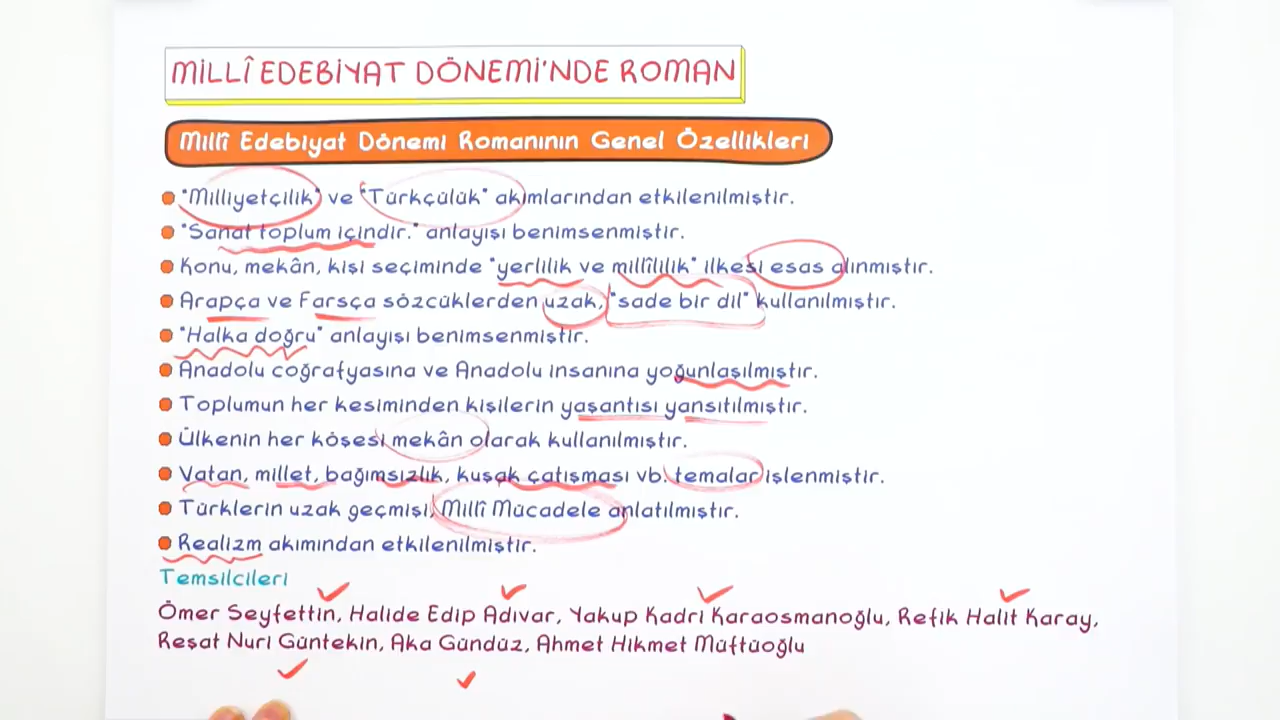 MİLLÎ EDEBİYAT DÖNEMİ'NDE ROMAN
Millî Edebiyat Dönemi Romanının Genel Özellikleri
"Milliyetçilik" ve "Türkçülük" akımlarından etkilenilmiştir.
"Sanat toplum içindir." anlayışı benimsenmiştir.
Konu, mekân, kişi seçiminde "yerlilik ve millîlilik" ilkesi esas alınmıştır.
Arapça ve Farsça sözcüklerden uzak, "sade bir dil" kullanılmıştır.
"Halka doğru" anlayışı benimsenmiştir.
Anadolu coğrafyasına ve Anadolu insanına yoğunlaşılmıştır.
Toplumun her kesiminden kişilerin yaşantısı yansıtılmıştır.
Ülkenin her köşesi mekân olarak kullanılmıştır.
Vatan, millet, bağımsızlık, kuşak çatışması vb. temalar işlenmiştir.
Türklerin uzak geçmişi, Millî Mücadele anlatılmıştır.
Realizm akımından etkilenilmiştir.
Temsilcileri
Ömer Seyfettin, Halide Edip Adıvar, Yakup Kadri Karaosmanoğlu, Refik Halit Karay,
Reşat Nuri Güntekin, Aka Gündüz, Ahmet Hikmet Müftüoğlu